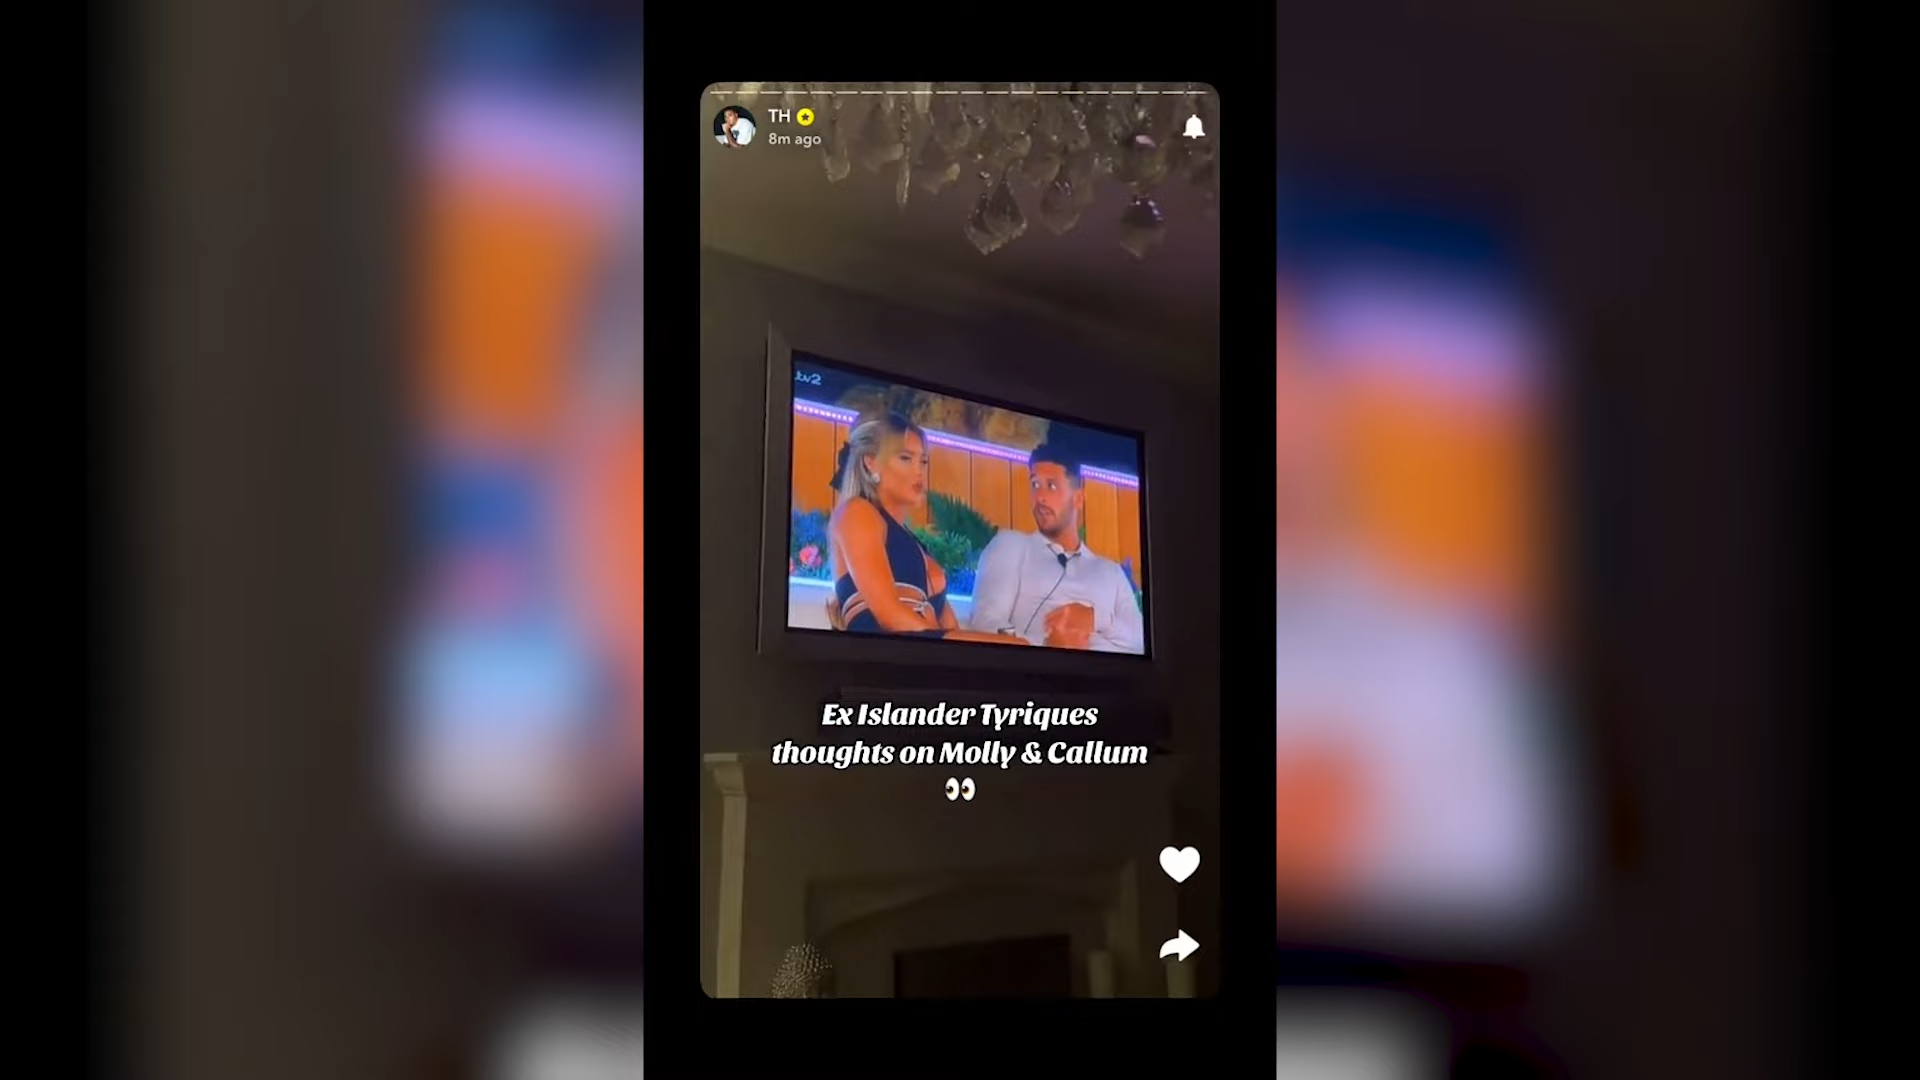 TH
8m ago
itv2
Ex Islander Tyriques
thoughts on Molly & Callum
👀